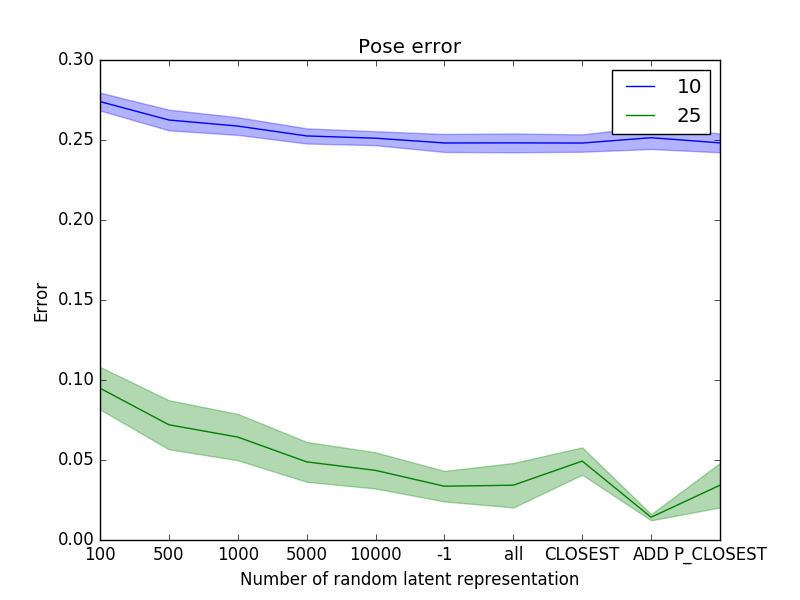 Pose error
10
25
0.30
0.25
0.20
0.15
0.10
0.05
0.00
Error
100 500 1000 5000 10000 -1 all CLOSEST ADD P_CLOSEST
Number of random latent representation